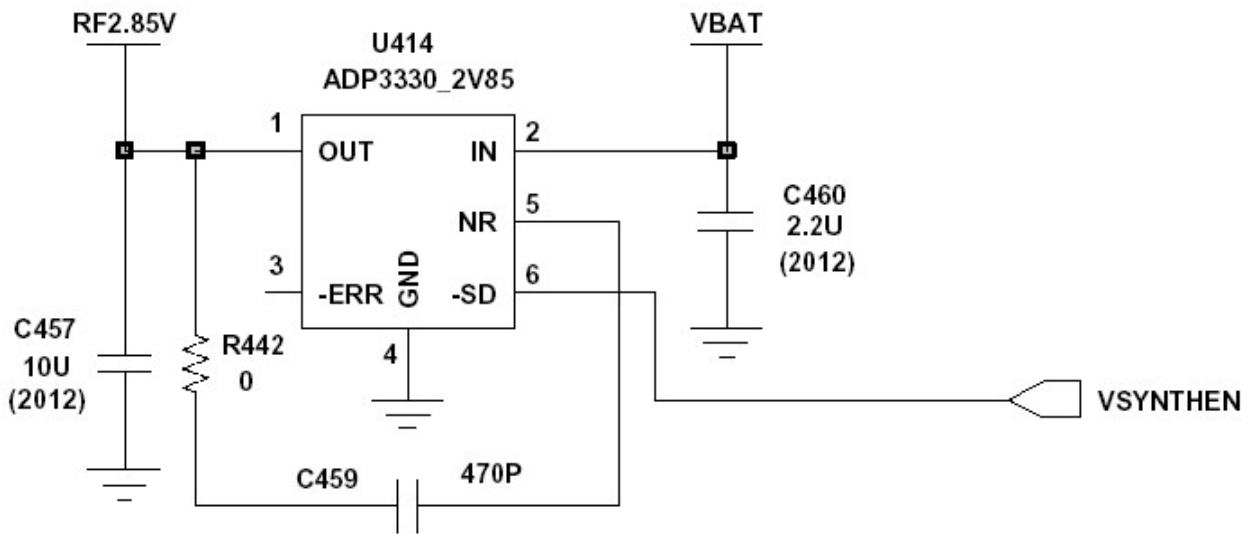 RF2.85V
VBAT
U414
ADP3330_2V85
1
2
OUT
IN
C460
2.2U
(2012)
5
NR
3
6
-ERR
GND
-SD
C457
10U
(2012)
R442
0
4
VSYNTHEN
C459
470P